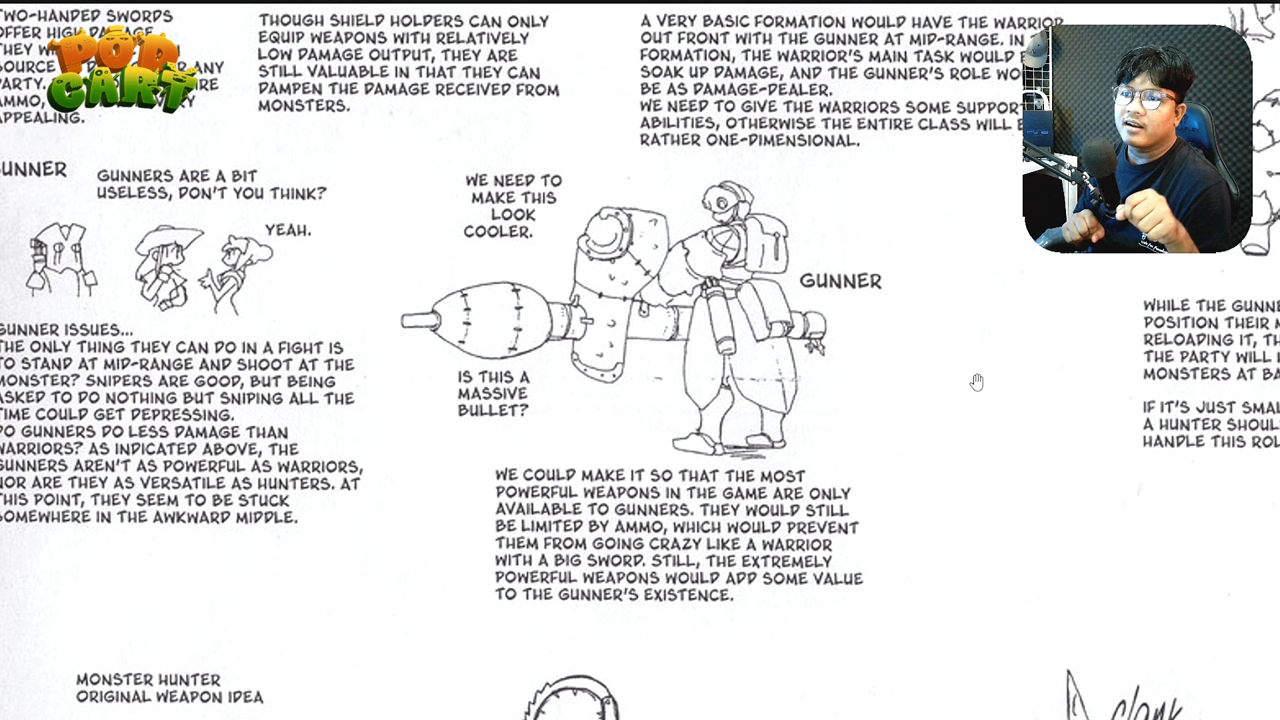 TWO-HANDED SWORDS
OFFER HIGH DAMAGE.
THEY
SOURCE ANY
PARTY.
AMMO,
APPEALING.
POP
CART
THOUGH SHIELD HOLDERS CAN ONLY
EQUIP WEAPONS WITH RELATIVELY
LOW DAMAGE OUTPUT, THEY ARE
STILL VALUABLE IN THAT THEY CAN
DAMPEN THE DAMAGE RECEIVED FROM
MONSTERS.
A VERY BASIC FORMATION WOULD HAVE THE WARRIOR
OUT FRONT WITH THE GUNNER AT MID-RANGE. IN
FORMATION, THE WARRIOR'S MAIN TASK WOULD
SOAK UP DAMAGE, AND THE GUNNER'S ROLE
BE AS DAMAGE-DEALER.
WE NEED TO GIVE THE WARRIORS SOME SUPPORT
ABILITIES, OTHERWISE THE ENTIRE CLASS WILL
RATHER ONE-DIMENSIONAL.
GUNNER
GUNNERS ARE A BIT
USELESS, DON'T YOU THINK?
YEAH.
GUNNER ISSUES...
THE ONLY THING THEY CAN DO IN A FIGHT IS
TO STAND AT MID-RANGE AND SHOOT AT THE
MONSTER? SNIPERS ARE GOOD, BUT BEING
ASKED TO DO NOTHING BUT SNIPING ALL THE
TIME COULD GET DEPRESSING.
DO GUNNERS DO LESS DAMAGE THAN
WARRIORS? AS INDICATED ABOVE, THE
GUNNERS AREN'T AS POWERFUL AS WARRIORS,
NOR ARE THEY AS VERSATILE AS HUNTERS. AT
THIS POINT, THEY SEEM TO BE STUCK
SOMEWHERE IN THE AWKWARD MIDDLE.
WE NEED TO
MAKE THIS
LOOK
COOLER.
GUNNER
IS THIS A
MASSIVE
BULLET?
WE COULD MAKE IT SO THAT THE MOST
POWERFUL WEAPONS IN THE GAME ARE ONLY
AVAILABLE TO GUNNERS. THEY WOULD STILL
BE LIMITED BY AMMO, WHICH WOULD PREVENT
THEM FROM GOING CRAZY LIKE A WARRIOR
WITH A BIG SWORD. STILL, THE EXTREMELY
POWERFUL WEAPONS WOULD ADD SOME VALUE
TO THE GUNNER'S EXISTENCE.
WHILE THE
POSITION THEIR
RELOADING IT,
THE PARTY WILL
MONSTERS AT
IF IT'S JUST
A HUNTER
HANDLE THIS
MONSTER HUNTER
ORIGINAL WEAPON IDEA
clank